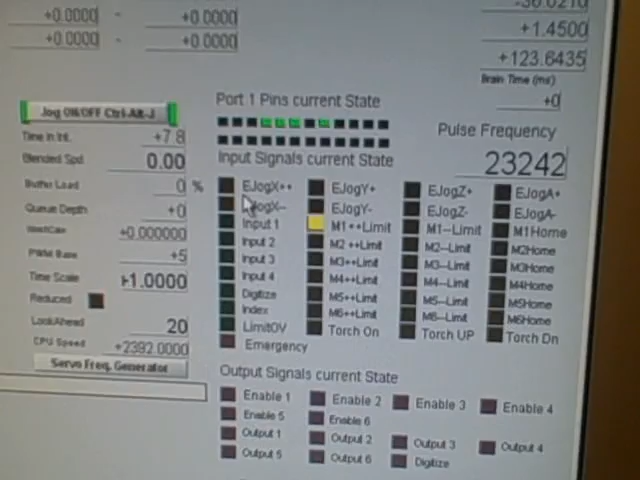 +0.0000 - +0.0000
+0.0000 - +0.0000
-30.0210
+1.4500
+123.6435
Brain Time (ms)
+0
Jog ON/OFF Ctrl-Alt-J
Time in Int. +7.8
Blended Spd. 0.00
Buffer Load 0 %
Queue Depth +0
+0.000000
PWM Base +5
Time Scale +1.0000
Reduced
LookAhead 20
CPU Speed +2392.0000
Servo Freq. Generator
Port 1 Pins current State
Pulse Frequency
23242
Input Signals current State
EJogX++ EJogY+ EJogZ+ EJogA+
EJogX-- EJogY- EJogZ- EJogA-
Input 1 M1++Limit M1--Limit M1Home
Input 2 M2 ++Limit M2--Limit M2Home
Input 3 M3++Limit M3--Limit M3Home
Input 4 M4++Limit M4--Limit M4Home
Digitize M5++Limit M5--Limit M5Home
Index M6++Limit M6--Limit M6Home
LimitOV Torch On Torch UP Torch Dn
Emergency
Output Signals current State
Enable 1 Enable 2 Enable 3 Enable 4
Enable 5 Enable 6
Output 1 Output 2 Output 3 Output 4
Output 5 Output 6 Digitize